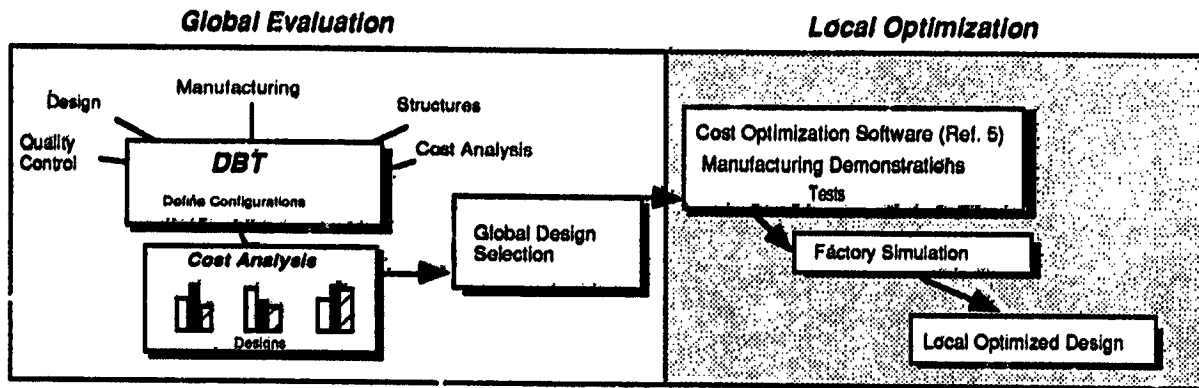 Global Evaluation
Local Optimization
Manufacturing
Design
Structures
Quality
Control
Cost Analysis
DBT
Define Configurations
Cost Analysis
Designs
Global Design
Selection
Cost Optimization Software (Ref. 5)
Manufacturing Demonstrations
Tests
Factory Simulation
Local Optimized Design